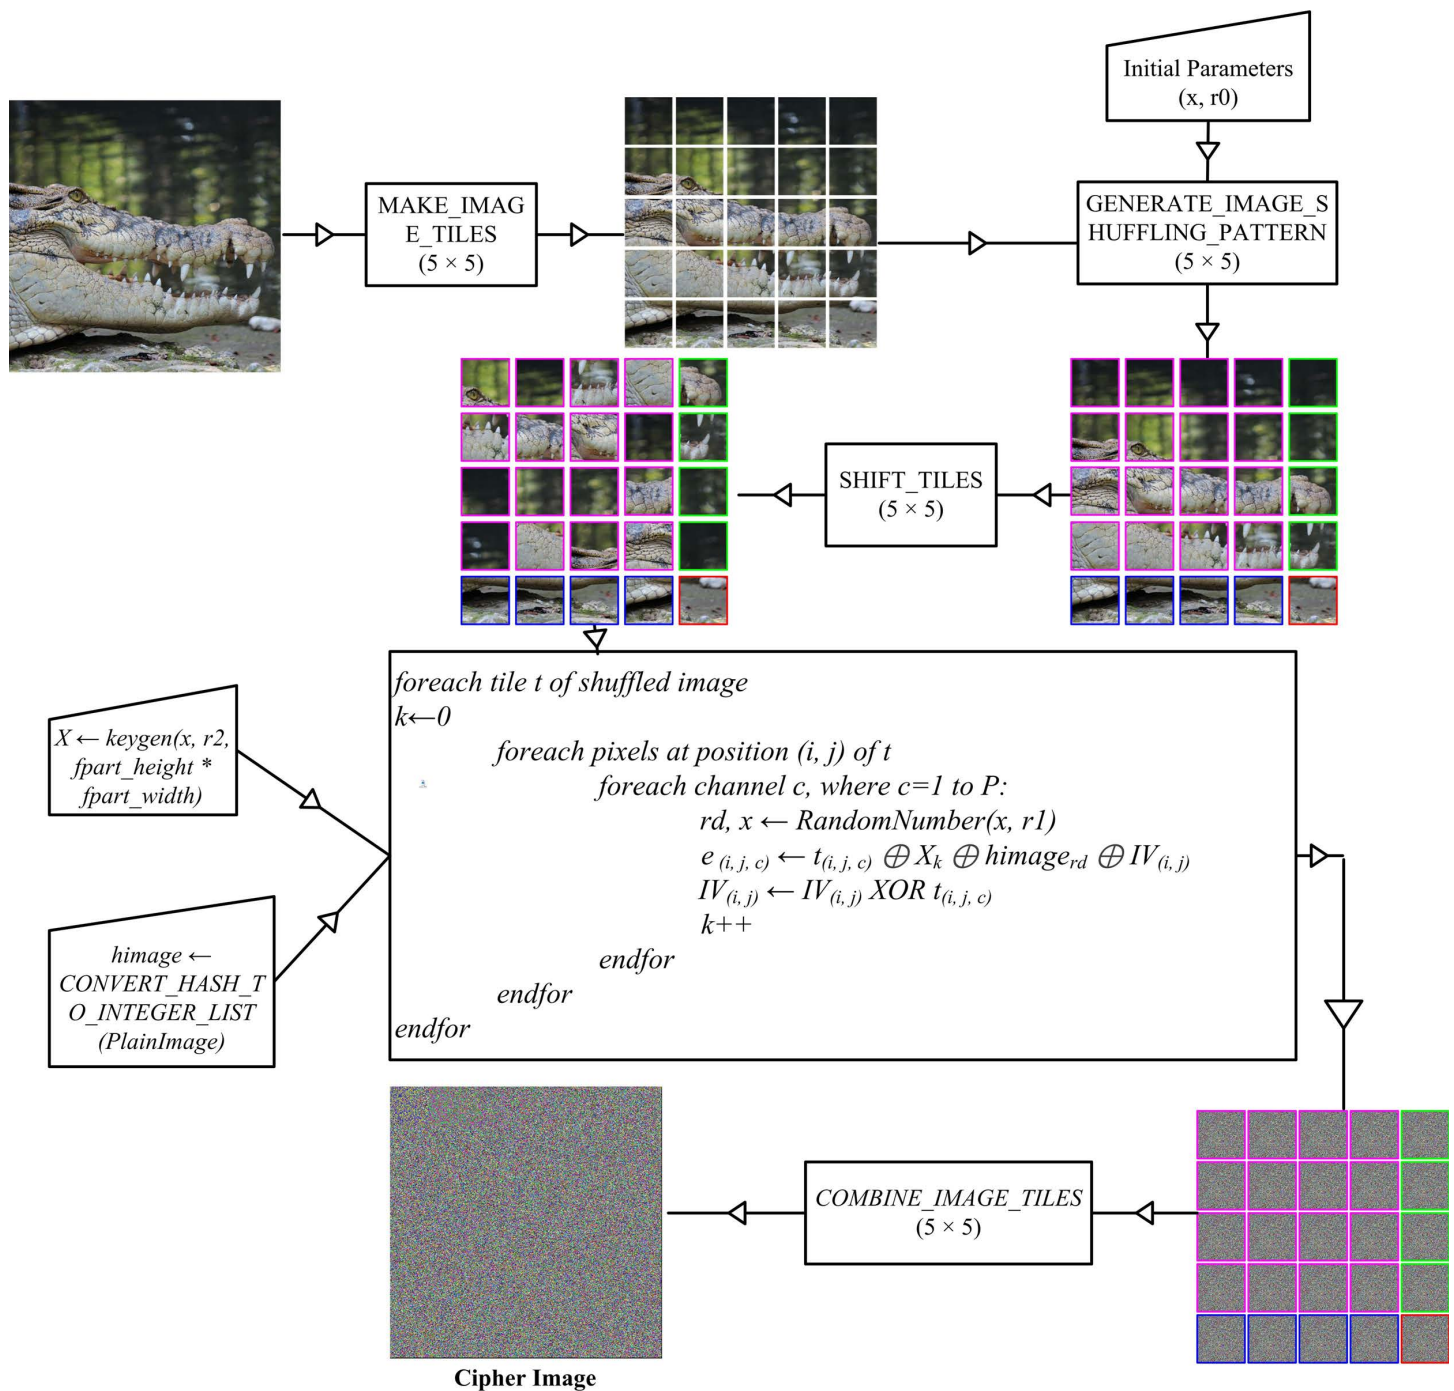 Initial Parameters
(x, r0)
MAKE_IMAG
E_TILES
(5 × 5)
GENERATE_IMAGE_S
HUFFLING_PATTERN
(5 × 5)
SHIFT_TILES
(5 × 5)
X ← keygen(x, r2,
fpart_height *
fpart_width)
himage ←
CONVERT_HASH_T
O_INTEGER_LIST
(PlainImage)
foreach tile t of shuffled image
k←0
foreach pixels at position (i, j) of t
foreach channel c, where c=1 to P:
rd, x ← RandomNumber(x, r1)
e (i, j, c) ← t(i, j, c) ⊕ Xk ⊕ himagerd ⊕ IV(i, j)
IV(i, j) ← IV(i, j) XOR t(i, j, c)
k++
endfor
endfor
endfor
COMBINE_IMAGE_TILES
(5 × 5)
Cipher Image